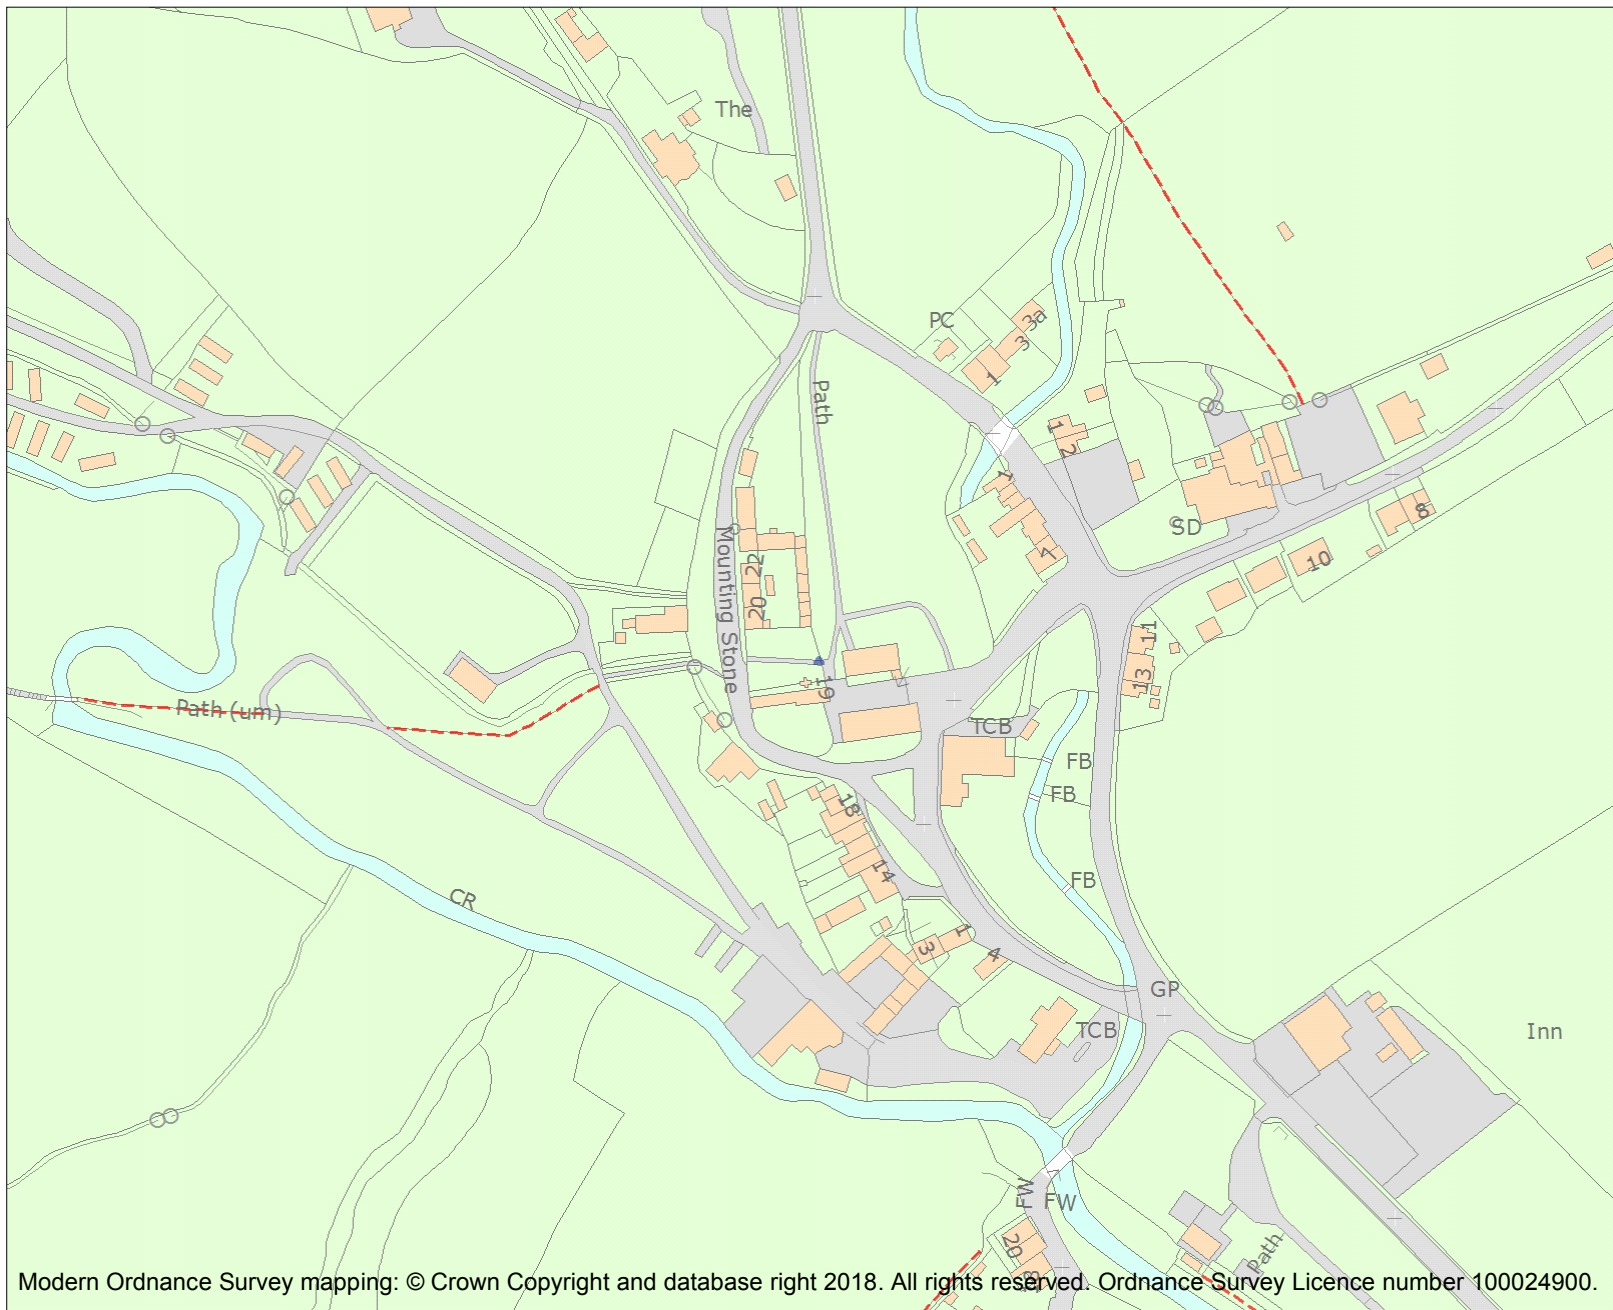 The
PC
3a
3
1
Path
1
2
1
7
SD
8
10
Mounting Stone
22
20
11
13
19
Path (um)
TCB
FB
FB
18
14
FB
CR
1
3
4
GP
TCB
Inn
FW
FW
20
Path
Modern Ordnance Survey mapping: © Crown Copyright and database right 2018. All rights reserved. Ordnance Survey Licence number 100024900.